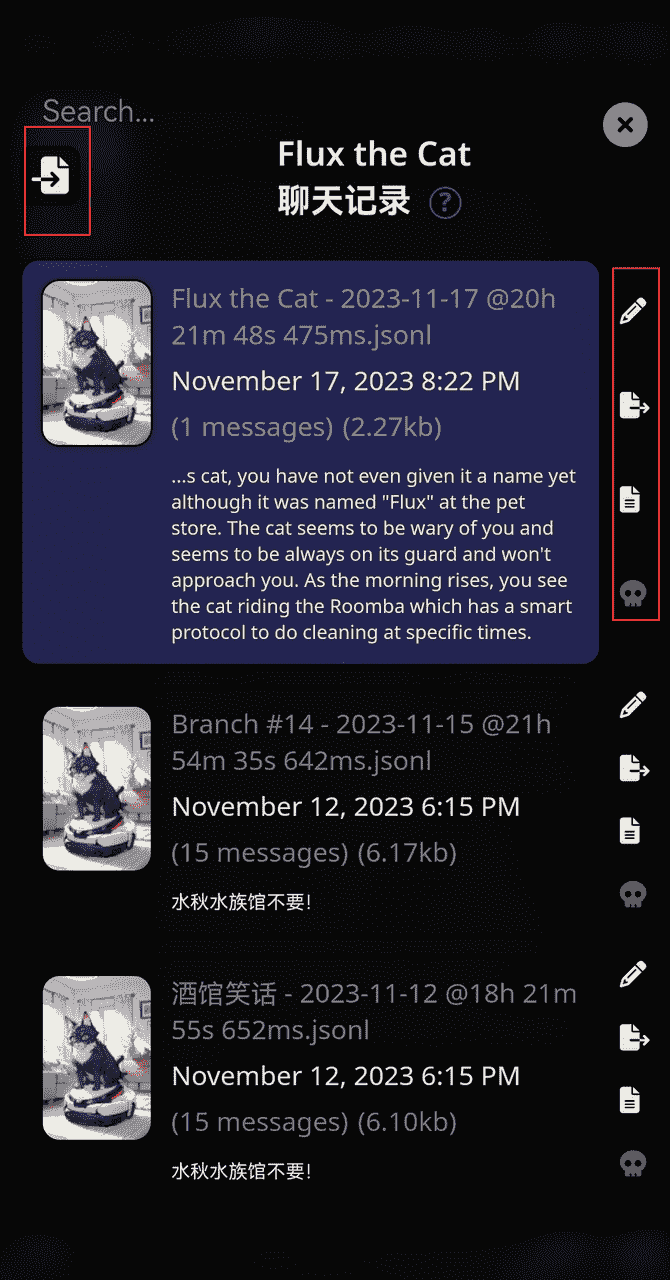 Search...
Flux the Cat
聊天记录 ?
Flux the Cat - 2023-11-17 @20h
21m 48s 475ms.jsonl
November 17, 2023 8:22 PM
(1 messages) (2.27kb)
...s cat, you have not even given it a name yet
although it was named "Flux" at the pet
store. The cat seems to be wary of you and
seems to be always on its guard and won't
approach you. As the morning rises, you see
the cat riding the Roomba which has a smart
protocol to do cleaning at specific times.
Branch #14 - 2023-11-15 @21h
54m 35s 642ms.jsonl
November 12, 2023 6:15 PM
(15 messages) (6.17kb)
水秋水族馆不要!
酒馆笑话 - 2023-11-12 @18h 21m
55s 652ms.jsonl
November 12, 2023 6:15 PM
(15 messages) (6.10kb)
水秋水族馆不要!